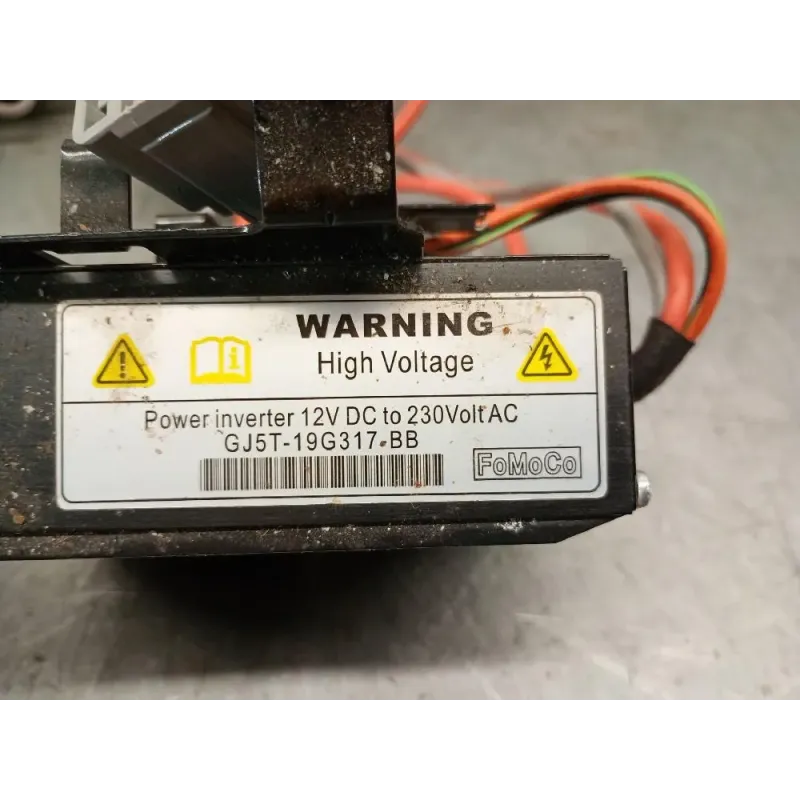 WARNING
High Voltage
Power inverter 12V DC to 230Volt AC
GJ5T-19G317-BB
FoMoCo